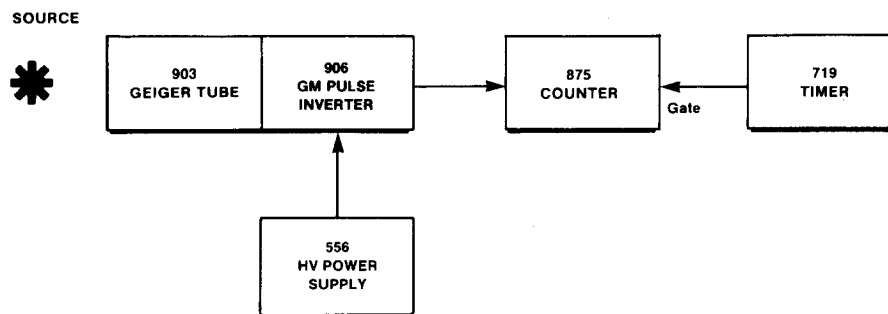 SOURCE
903
GEIGER TUBE
906
GM PULSE
INVERTER
875
COUNTER
Gate
719
TIMER
556
HV POWER
SUPPLY